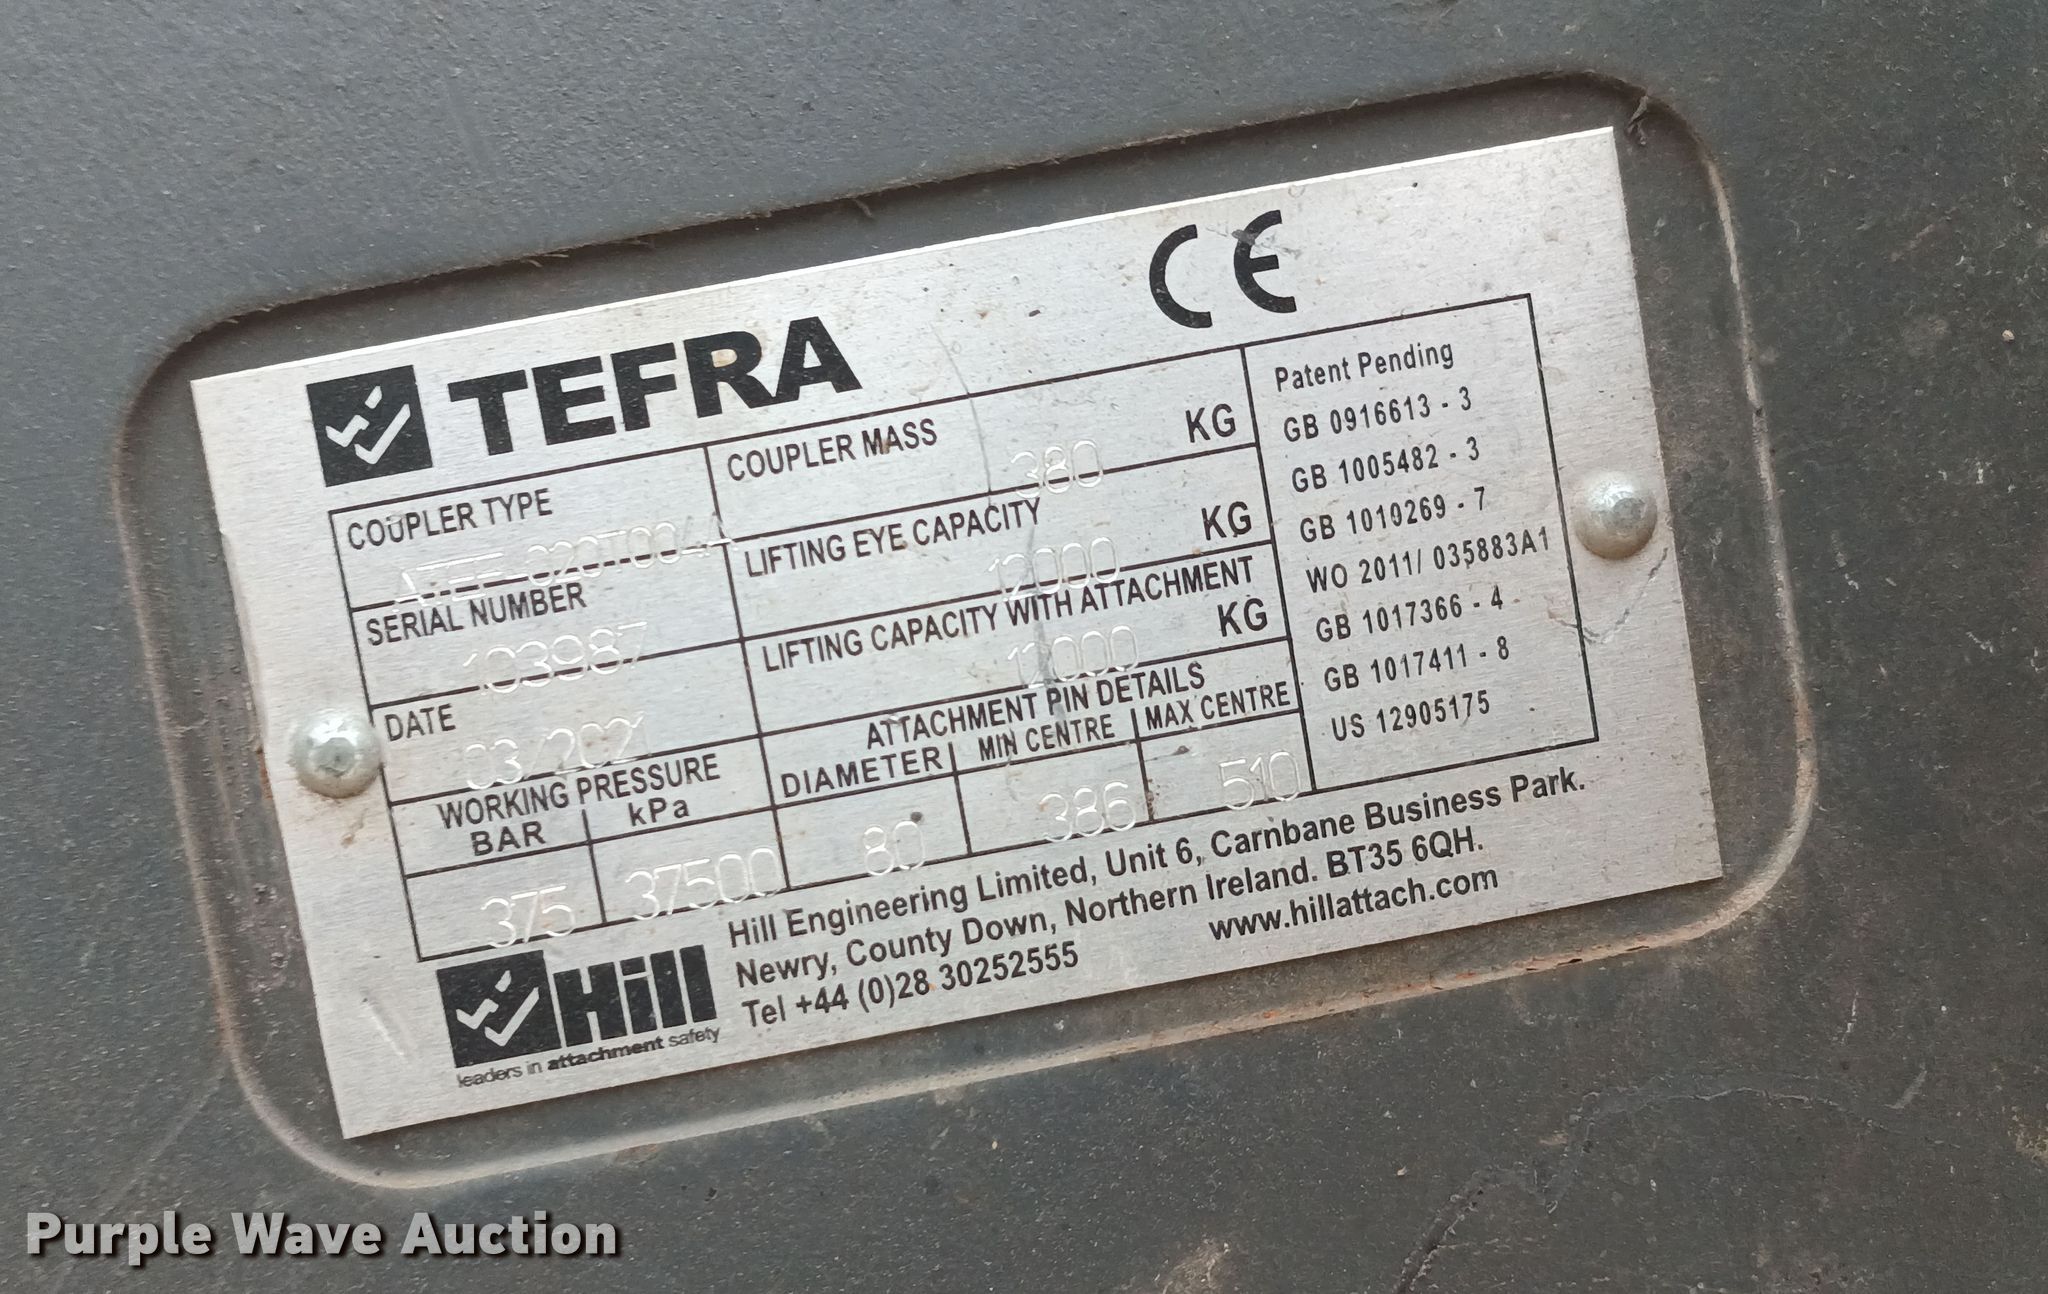 TEFRA
CE
COUPLER TYPE
SERIAL NUMBER
103987
DATE
03/2021
WORKING PRESSURE
BAR kPa
375 37500
COUPLER MASS
380 KG
LIFTING EYE CAPACITY
12000 KG
LIFTING CAPACITY WITH ATTACHMENT
KG
11000
ATTACHMENT PIN DETAILS
DIAMETER MIN CENTRE MAX CENTRE
80 386 510
Patent Pending
GB 0916613 - 3
GB 1005482 - 3
GB 1010269 - 7
WO 2011/ 035883A1
GB 1017366 - 4
GB 1017411 - 8
US 12905175
Hill
leaders in attachment safety
Hill Engineering Limited, Unit 6, Carnbane Business Park.
Newry, County Down, Northern Ireland. BT35 6QH.
Tel +44 (0)28 30252555 www.hillattach.com
Purple Wave Auction